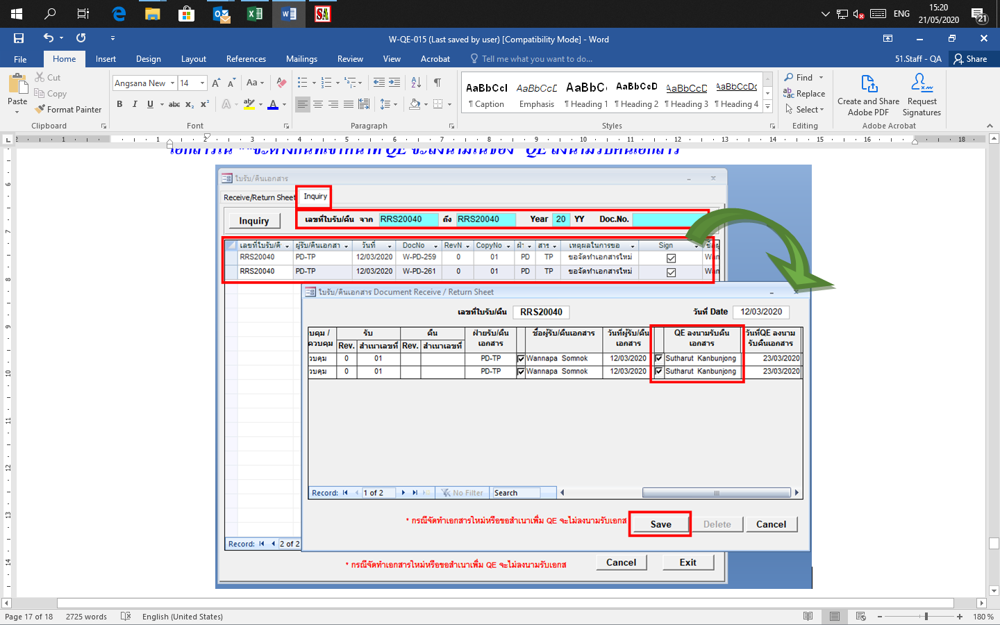 ENG
15:20
21/05/2020
21
W-QE-015 (Last saved by user) [Compatibility Mode] - Word
File Home Insert Design Layout References Mailings Review View Acrobat Tell me what you want to do...
51.Staff - QA Share
Paste
Cut
Copy
Format Painter
Clipboard
Angsana New 14
Font
Paragraph
AaBbCcI AaBbCcDc AaBbCc AaBbCcD AaBbCcD AaBbCcDc
¶ Caption Emphasis ¶ Heading 1 ¶ Heading 2 ¶ Heading 3 ¶ Heading 4
Styles
Find
Replace
Select
Editing
Create and Share
Adobe PDF
Request
Signatures
Adobe Acrobat
ใบรับ/คืนเอกสาร
Receive/Return Sheet Inquiry
Inquiry
เลขที่ใบรับ/คืน จาก RRS20040 ถึง RRS20040 Year 20 YY Doc.No.
เลขที่ใบรับ/คื ผู้รับ/คืนเอกสา วันที่ DocNo RevN CopyNo ฝ่า สาร เหตุผลในการขอ Sign ชื่อผู
RRS20040 PD-TP 12/03/2020 W-PD-259 0 01 PD TP ขอจัดทำเอกสารใหม่ Wan
RRS20040 PD-TP 12/03/2020 W-PD-261 0 01 PD TP ขอจัดทำเอกสารใหม่ Wan
ใบรับ/คืนเอกสาร Document Receive / Return Sheet
เลขที่ใบรับ/คืน RRS20040 วันที่ Date 12/03/2020
บคุม / รับ คืน ฝ่ายรับ/คืน ชื่อผู้รับ/คืนเอกสาร วันที่ผู้รับ/คืน QE ลงนามรับคืน วันที่QE ลงนาม
ควบคุม Rev. สำเนาเลขที่ Rev. สำเนาเลขที่ เอกสาร เอกสาร เอกสาร รับคืนเอกสาร
วบคุม 0 01 PD-TP Wannapa Somnok 12/03/2020 Sutharut Kanbunjong 23/03/2020
วบคุม 0 01 PD-TP Wannapa Somnok 12/03/2020 Sutharut Kanbunjong 23/03/2020
Record: 1 of 2 No Filter Search
* กรณีจัดทำเอกสารใหม่หรือขอสำเนาเพิ่ม QE จะไม่ลงนามรับเอกส
Save Delete Cancel
Record: 2 of 2
* กรณีจัดทำเอกสารใหม่หรือขอสำเนาเพิ่ม QE จะไม่ลงนามรับเอกส
Cancel Exit
Page 17 of 18 2725 words English (United States) 180 %